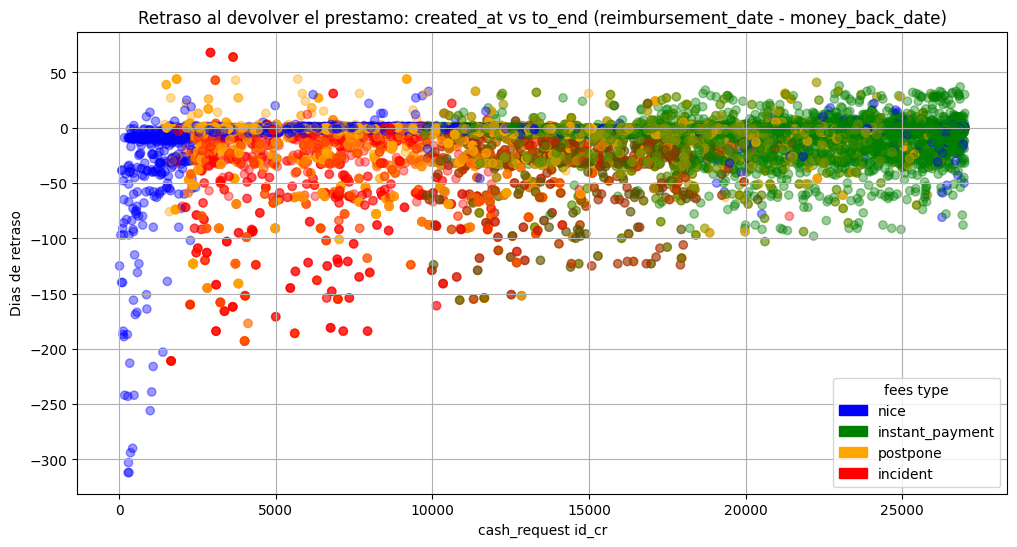 Retraso al devolver el prestamo: created_at vs to_end (reimbursement_date - money_back_date)
Dias de retraso
50
0
−50
−100
−150
−200
−250
−300
0 5000 10000 15000 20000 25000
cash_request id_cr
fees type
nice
instant_payment
postpone
incident